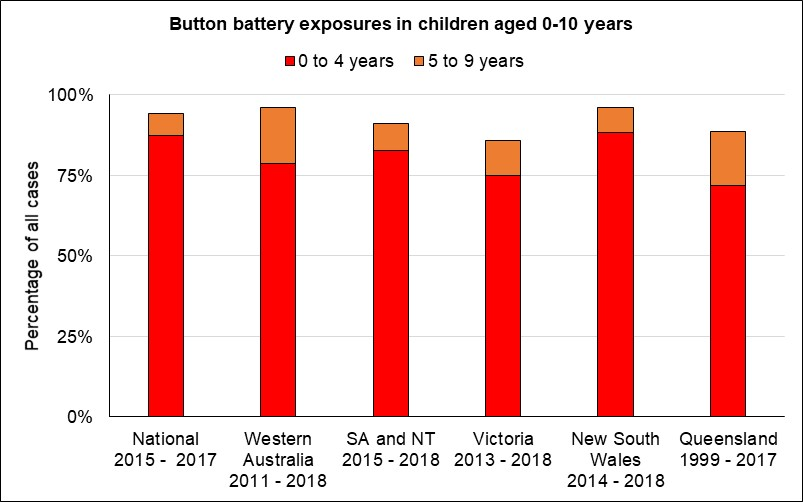 Button battery exposures in children aged 0-10 years
0 to 4 years
5 to 9 years
Percentage of all cases
100%
75%
50%
25%
0%
National
2015 -  2017
Western
Australia
2011 - 2018
SA and NT
2015 - 2018
Victoria
2013 - 2018
New South
Wales
2014 - 2018
Queensland
1999 - 2017